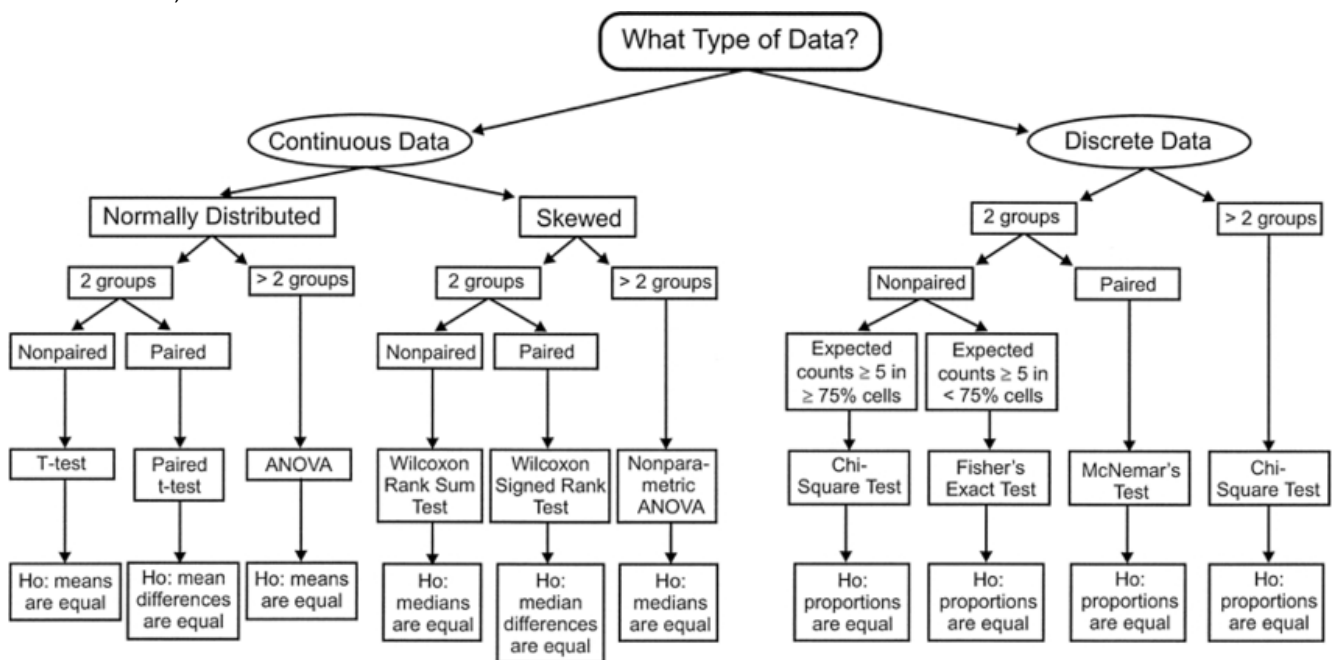 What Type of Data?
Continuous Data
Discrete Data
Normally Distributed
Skewed
2 groups
> 2 groups
2 groups
> 2 groups
2 groups
> 2 groups
Nonpaired
Paired
Nonpaired
Paired
Nonpaired
Paired
Expected
counts ≥ 5 in
≥ 75% cells
Expected
counts ≥ 5 in
< 75% cells
T-test
Paired
t-test
ANOVA
Wilcoxon
Rank Sum
Test
Wilcoxon
Signed Rank
Test
Nonpara-
metric
ANOVA
Chi-
Square Test
Fisher's
Exact Test
McNemar's
Test
Chi-
Square Test
Ho: means
are equal
Ho: mean
differences
are equal
Ho: means
are equal
Ho:
medians
are equal
Ho:
median
differences
are equal
Ho:
medians
are equal
Ho:
proportions
are equal
Ho:
proportions
are equal
Ho:
proportions
are equal
Ho:
proportions
are equal